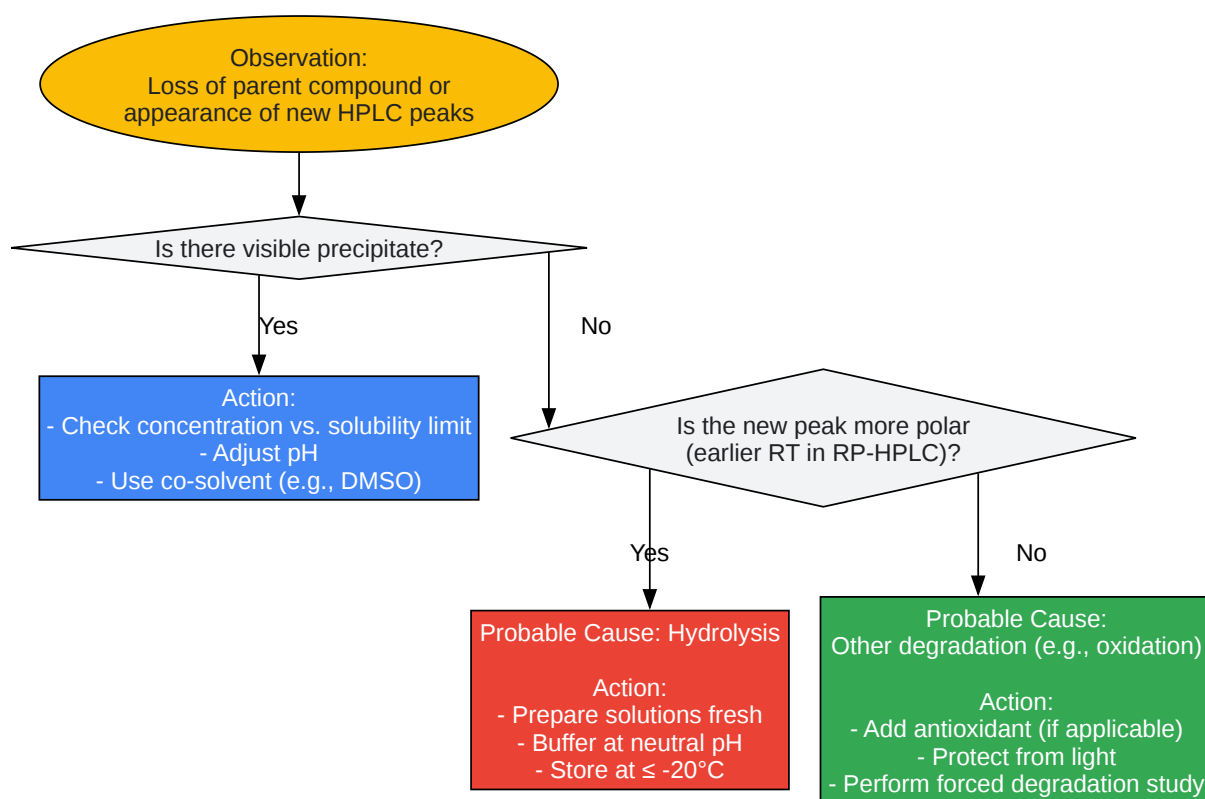 Observation:
Loss of parent compound or
appearance of new HPLC peaks
Is there visible precipitate?
Yes
No
Action:
- Check concentration vs. solubility limit
- Adjust pH
- Use co-solvent (e.g., DMSO)
Is the new peak more polar
(earlier RT in RP-HPLC)?
Yes
No
Probable Cause: Hydrolysis
Action:
- Prepare solutions fresh
- Buffer at neutral pH
- Store at ≤ -20°C
Probable Cause:
Other degradation (e.g., oxidation)
Action:
- Add antioxidant (if applicable)
- Protect from light
- Perform forced degradation study